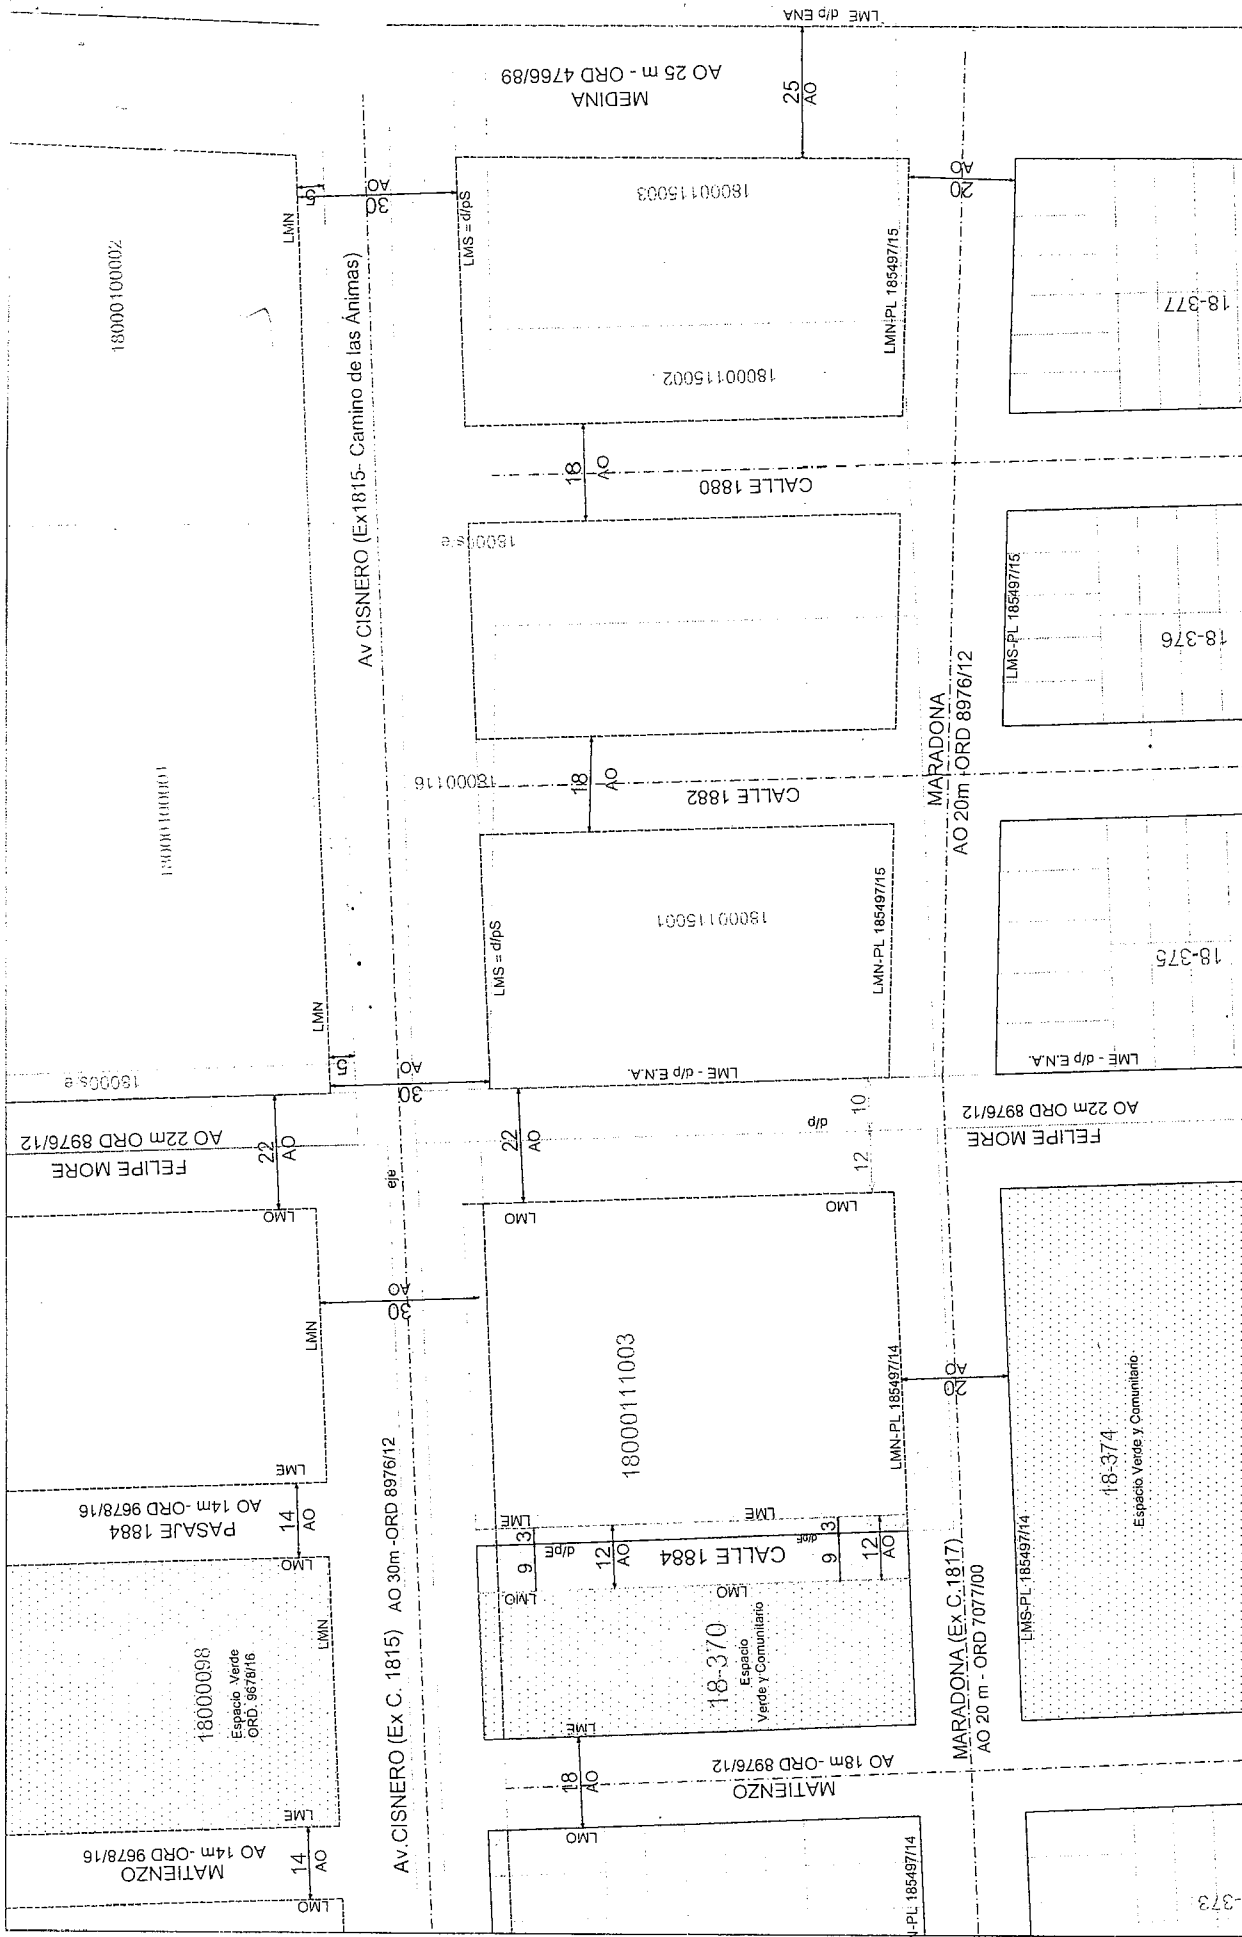 LME d/p ENA
MEDINA
AO 25 m - ORD 4766/89
25
AO
18000100002
LMN
5
30
AO
LMS = d/pS
18000115003
20
AO
Av CISNERO (Ex1815- Camino de las Ánimas)
18000115002
LMN-PL 185497/15
18-377
18
AO
CALLE 1880
18000s/e
18000100001
18000116
18
AO
CALLE 1882
MARADONA
AO 20m -ORD 8976/12
LMS-PL 185497/15
18-376
LMN
5
30
AO
LMS = d/pS
18000115001
LMN-PL 185497/15
LME - d/p E.N.A.
18-375
LME - d/p E.N.A.
18000s/e
FELIPE MORE
AO 22m ORD 8976/12
22
AO
eje
22
AO
d/p
12
10
FELIPE MORE
AO 22m ORD 8976/12
LMO
LMO
LMO
30
AO
LMN
18000111003
LMN-PL 185497/14
20
AO
18-374
Espacio Verde y Comunitario
LMS-PL 185497/14
LME
PASAJE 1884
AO 14m -ORD 9678/16
14
AO
LMO
LME
LME
9
3
d/pE
12
AO
CALLE 1884
9
3
d/pE
12
AO
LMO
LMO
18000098
Espacio Verde
ORD. 9678/16
LMN
LME
Av.CISNERO (Ex C. 1815) AO 30m -ORD 8976/12
18-370
Espacio
Verde y Comunitario
LME
MARADONA (Ex C.1817)
AO 20 m - ORD 7077/00
MATIENZO
AO 14m - ORD 9678/16
14
AO
LMO
18
AO
MATIENZO
AO 18m -ORD 8976/12
LMO
N-PL 185497/14
-373